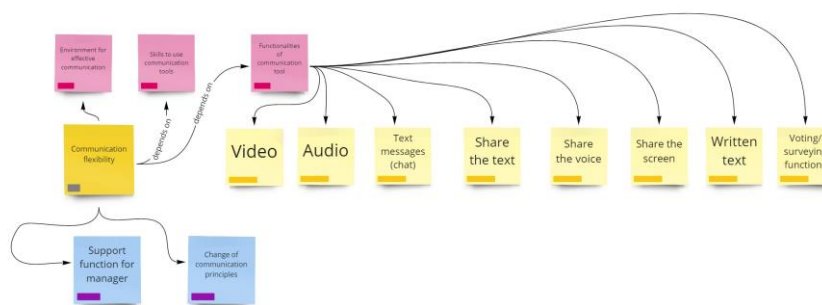 Environment for
effective
communication
Skills to use
communication
tools
Functionalities
of
communication
tool
depends on
depends on
Communication
flexibility
Video
Audio
Text
messages
(chat)
Share
the text
Share
the voice
Share the
screen
Written
text
Voting/
surveying
function
Support
function for
manager
Change of
communication
principles